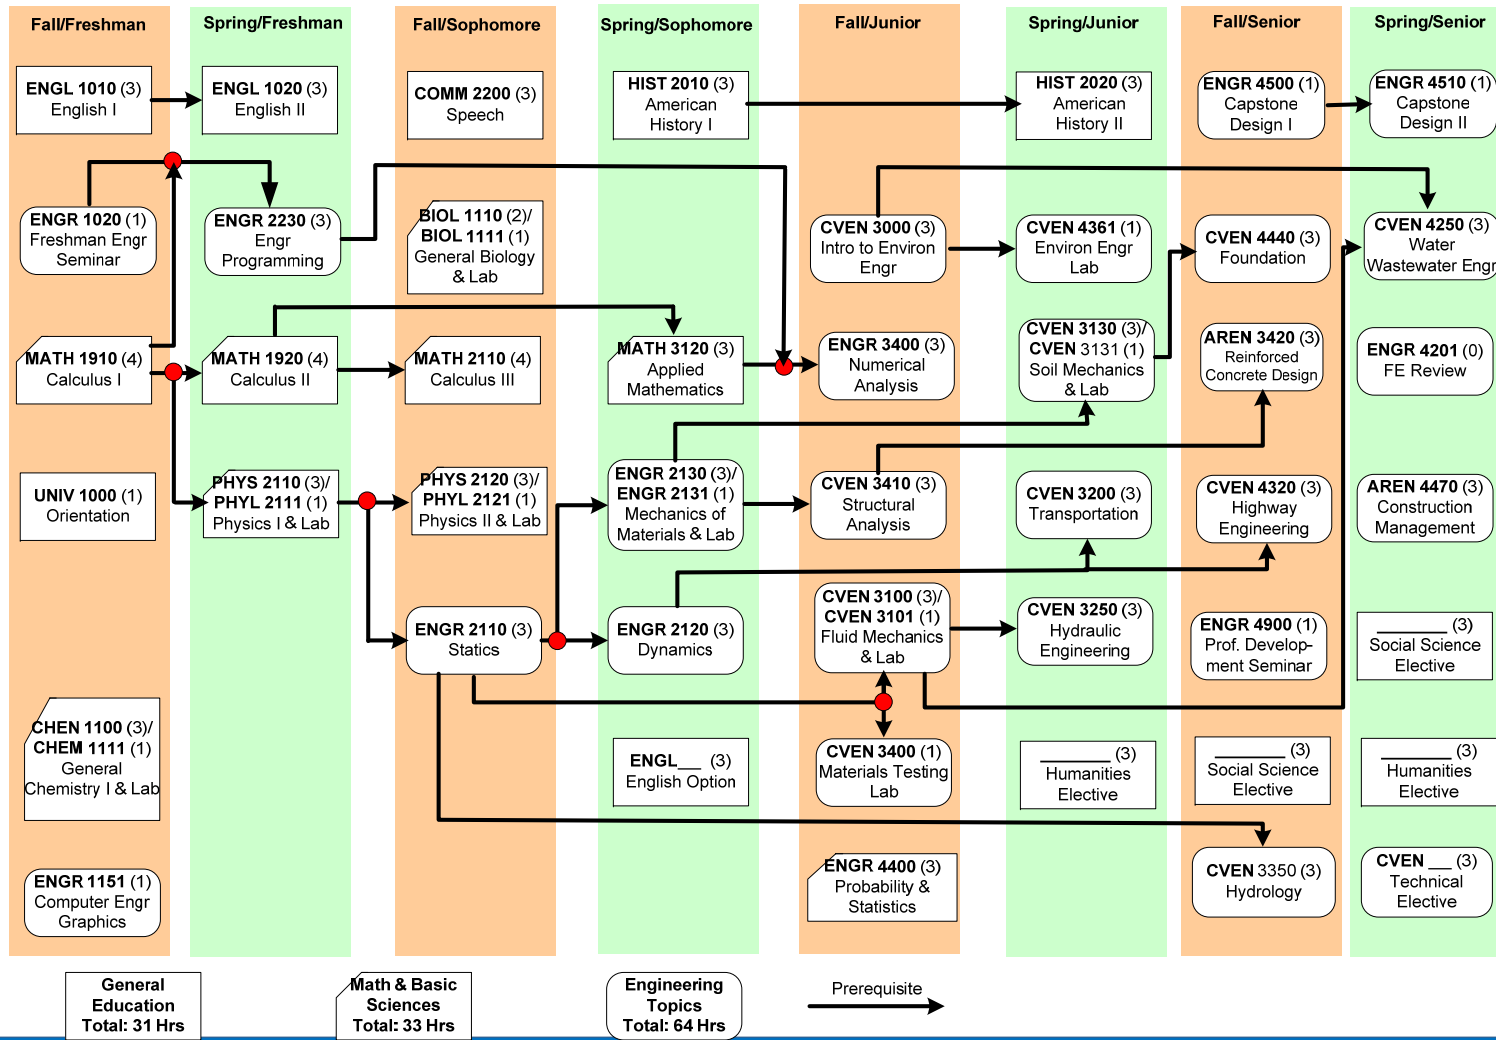 Fall/Freshman
ENGL 1010 (3)
English I
ENGR 1020 (1)
Freshman Engr
Seminar
MATH 1910 (4)
Calculus I
UNIV 1000 (1)
Orientation
CHEN 1100 (3)/
CHEM 1111 (1)
General
Chemistry I & Lab
ENGR 1151 (1)
Computer Engr
Graphics
Spring/Freshman
ENGL 1020 (3)
English II
ENGR 2230 (3)
Engr
Programming
MATH 1920 (4)
Calculus II
PHYS 2110 (3)/
PHYL 2111 (1)
Physics I & Lab
Fall/Sophomore
COMM 2200 (3)
Speech
BIOL 1110 (2)/
BIOL 1111 (1)
General Biology
& Lab
MATH 2110 (4)
Calculus III
PHYS 2120 (3)/
PHYL 2121 (1)
Physics II & Lab
ENGR 2110 (3)
Statics
Spring/Sophomore
HIST 2010 (3)
American
History I
MATH 3120 (3)
Applied
Mathematics
ENGR 2130 (3)/
ENGR 2131 (1)
Mechanics of
Materials & Lab
ENGR 2120 (3)
Dynamics
ENGL__ (3)
English Option
Fall/Junior
CVEN 3000 (3)
Intro to Environ
Engr
ENGR 3400 (3)
Numerical
Analysis
CVEN 3410 (3)
Structural
Analysis
CVEN 3100 (3)/
CVEN 3101 (1)
Fluid Mechanics
& Lab
CVEN 3400 (1)
Materials Testing
Lab
ENGR 4400 (3)
Probability &
Statistics
Spring/Junior
HIST 2020 (3)
American
History II
CVEN 4361 (1)
Environ Engr
Lab
CVEN 3130 (3)/
CVEN 3131 (1)
Soil Mechanics
& Lab
CVEN 3200 (3)
Transportation
CVEN 3250 (3)
Hydraulic
Engineering
________ (3)
Humanities
Elective
Fall/Senior
ENGR 4500 (1)
Capstone
Design I
CVEN 4440 (3)
Foundation
AREN 3420 (3)
Reinforced
Concrete Design
CVEN 4320 (3)
Highway
Engineering
ENGR 4900 (1)
Prof. Develop-
ment Seminar
________ (3)
Social Science
Elective
CVEN 3350 (3)
Hydrology
Spring/Senior
ENGR 4510 (1)
Capstone
Design II
CVEN 4250 (3)
Water
Wastewater Engr
ENGR 4201 (0)
FE Review
AREN 4470 (3)
Construction
Management
________ (3)
Social Science
Elective
________ (3)
Humanities
Elective
CVEN __ (3)
Technical
Elective
General
Education
Total: 31 Hrs
Math & Basic
Sciences
Total: 33 Hrs
Engineering
Topics
Total: 64 Hrs
Prerequisite